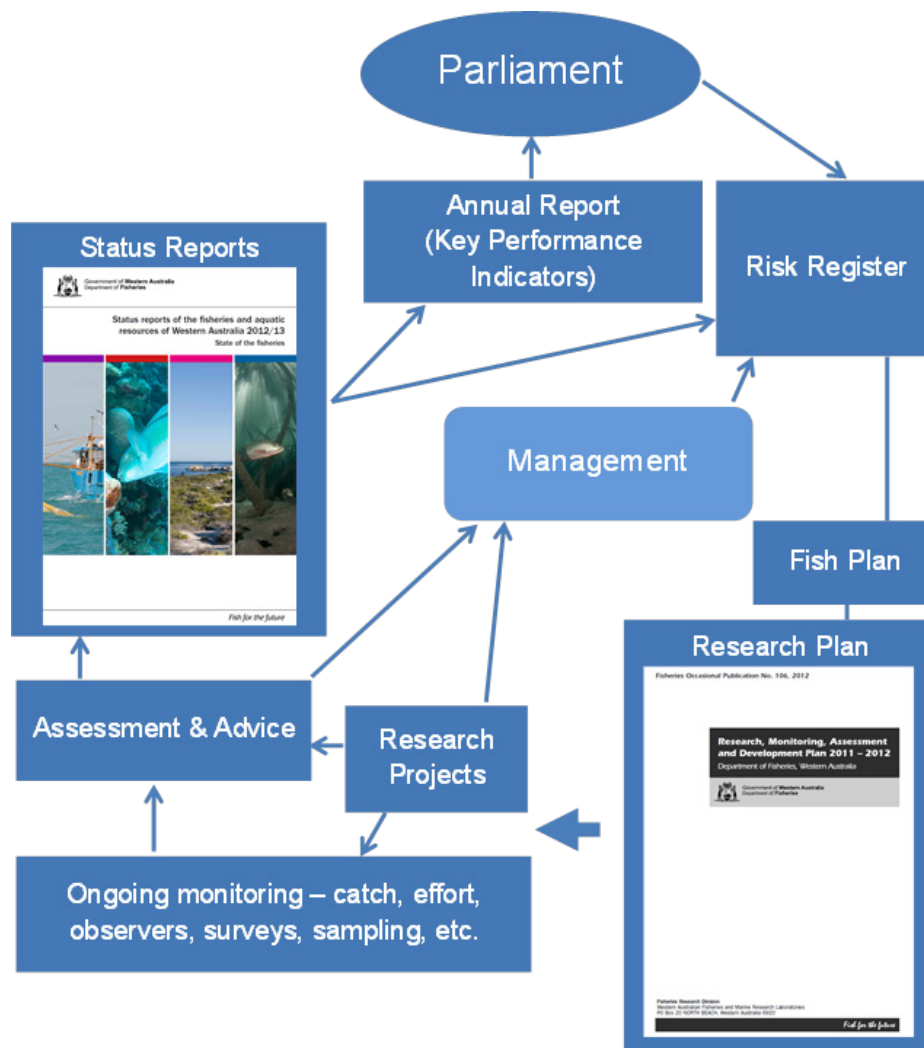 Parliament
Annual Report
(Key Performance
Indicators)
Risk Register
Status Reports
Government of Western Australia
Department of Fisheries
Status reports of the fisheries and aquatic
resources of Western Australia 2012/13
State of the fisheries
Fish for the future
Management
Fish Plan
Assessment & Advice
Research
Projects
Ongoing monitoring – catch, effort,
observers, surveys, sampling, etc.
Research Plan
Fisheries Occasional Publication No. 106, 2012
Research, Monitoring, Assessment
and Development Plan 2011 – 2012
Department of Fisheries, Western Australia
Government of Western Australia
Department of Fisheries
Fisheries Research Division
Western Australian Fisheries and Marine Research Laboratories
PO Box 20 NORTH BEACH, Western Australia 6920
Fish for the future